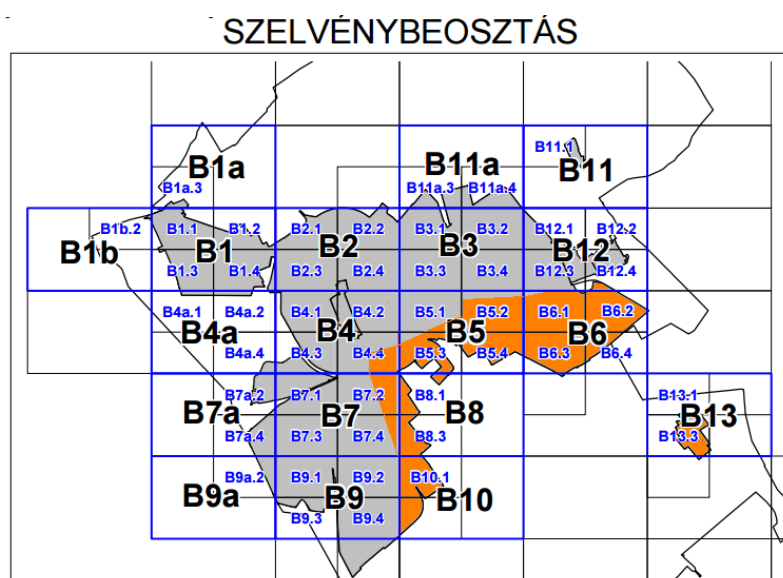 SZELVÉNYBEOSZTÁS
B11.1
B1a
B11a
B11
B1a.3
B11a.3 B11a.4
B1b.2 B1.1 B1.2 B2.1 B2.2 B3.1 B3.2 B12.1 B12.2
B1b B1 B2 B3 B12
B1.3 B1.4 B2.3 B2.4 B3.3 B3.4 B12.3 B12.4
B4a.1 B4a.2 B4.1 B4.2 B5.1 B5.2 B6.1 B6.2
B4a B4 B5 B6
B4a.4 B4.3 B4.4 B5.3 B5.4 B6.3 B6.4
B7a.2 B7.1 B7.2 B8.1 B13.1
B7a B7 B8 B13
B7a.4 B7.3 B7.4 B8.3 B13.3
B9a.2 B9.1 B9.2 B10.1
B9a B9 B10
B9.3 B9.4